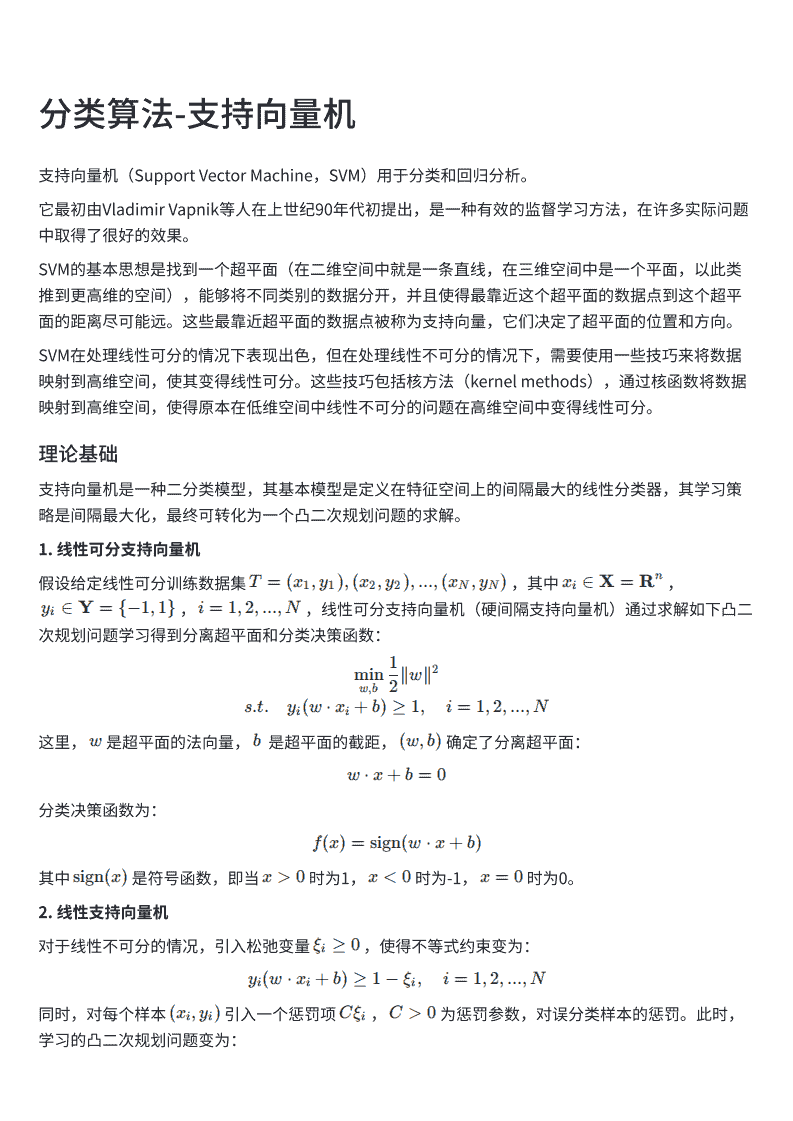 分类算法-支持向量机
支持向量机（Support Vector Machine，SVM）用于分类和回归分析。
它最初由Vladimir Vapnik等人在上世纪90年代初提出，是一种有效的监督学习方法，在许多实际问题
中取得了很好的效果。
SVM的基本思想是找到一个超平面（在二维空间中就是一条直线，在三维空间中是一个平面，以此类
推到更高维的空间），能够将不同类别的数据分开，并且使得最靠近这个超平面的数据点到这个超平
面的距离尽可能远。这些最靠近超平面的数据点被称为支持向量，它们决定了超平面的位置和方向。
SVM在处理线性可分的情况下表现出色，但在处理线性不可分的情况下，需要使用一些技巧来将数据
映射到高维空间，使其变得线性可分。这些技巧包括核方法（kernel methods），通过核函数将数据
映射到高维空间，使得原本在低维空间中线性不可分的问题在高维空间中变得线性可分。
理论基础
支持向量机是一种二分类模型，其基本模型是定义在特征空间上的间隔最大的线性分类器，其学习策
略是间隔最大化，最终可转化为一个凸二次规划问题的求解。
1. 线性可分支持向量机
假设给定线性可分训练数据集 T = (x₁, y₁), (x₂, y₂), ..., (x_N, y_N) ，其中 x_i ∈ X = Rⁿ ，
y_i ∈ Y = {−1, 1} ， i = 1, 2, ..., N ，线性可分支持向量机（硬间隔支持向量机）通过求解如下凸二
次规划问题学习得到分离超平面和分类决策函数：
min_{w,b} 1/2 ‖w‖²
s.t. y_i(w · x_i + b) ≥ 1, i = 1, 2, ..., N
这里， w 是超平面的法向量， b 是超平面的截距， (w, b) 确定了分离超平面：
w · x + b = 0
分类决策函数为：
f(x) = sign(w · x + b)
其中 sign(x) 是符号函数，即当 x > 0 时为1， x < 0 时为-1， x = 0 时为0。
2. 线性支持向量机
对于线性不可分的情况，引入松弛变量 ξ_i ≥ 0 ，使得不等式约束变为：
y_i(w · x_i + b) ≥ 1 − ξ_i, i = 1, 2, ..., N
同时，对每个样本 (x_i, y_i) 引入一个惩罚项 Cξ_i ， C > 0 为惩罚参数，对误分类样本的惩罚。此时，
学习的凸二次规划问题变为：